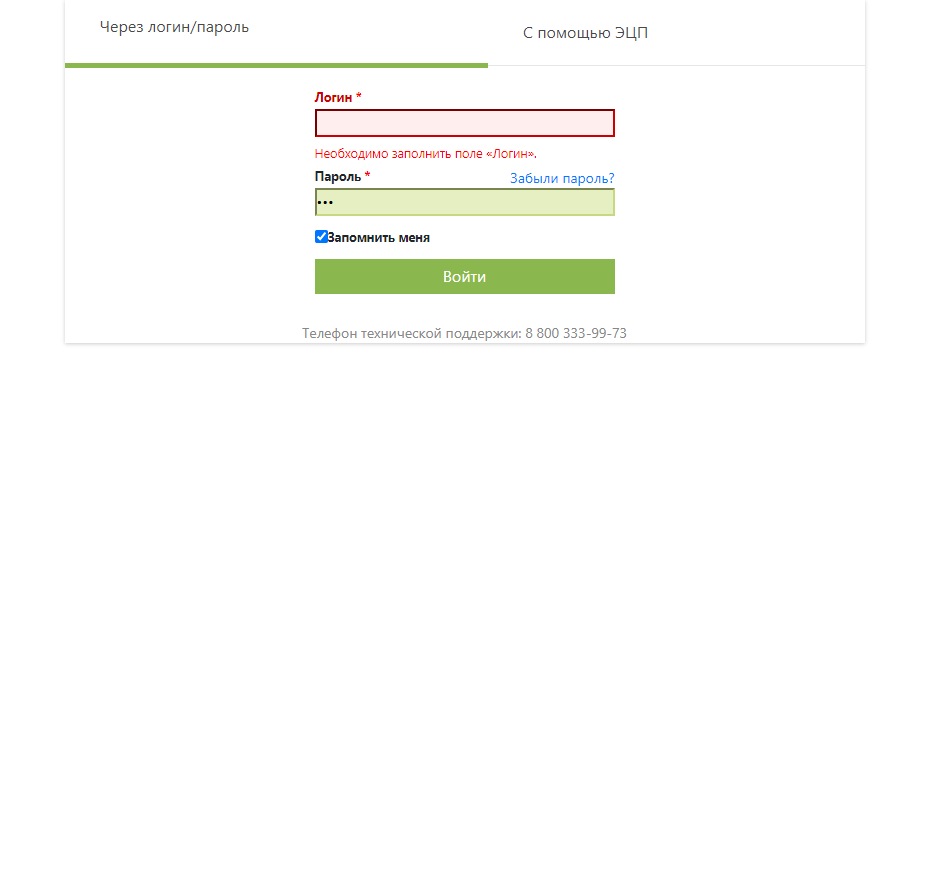 Через логин/пароль
С помощью ЭЦП
Логин *
Необходимо заполнить поле «Логин».
Пароль *
Забыли пароль?
•••
Запомнить меня
Войти
Телефон технической поддержки: 8 800 333-99-73